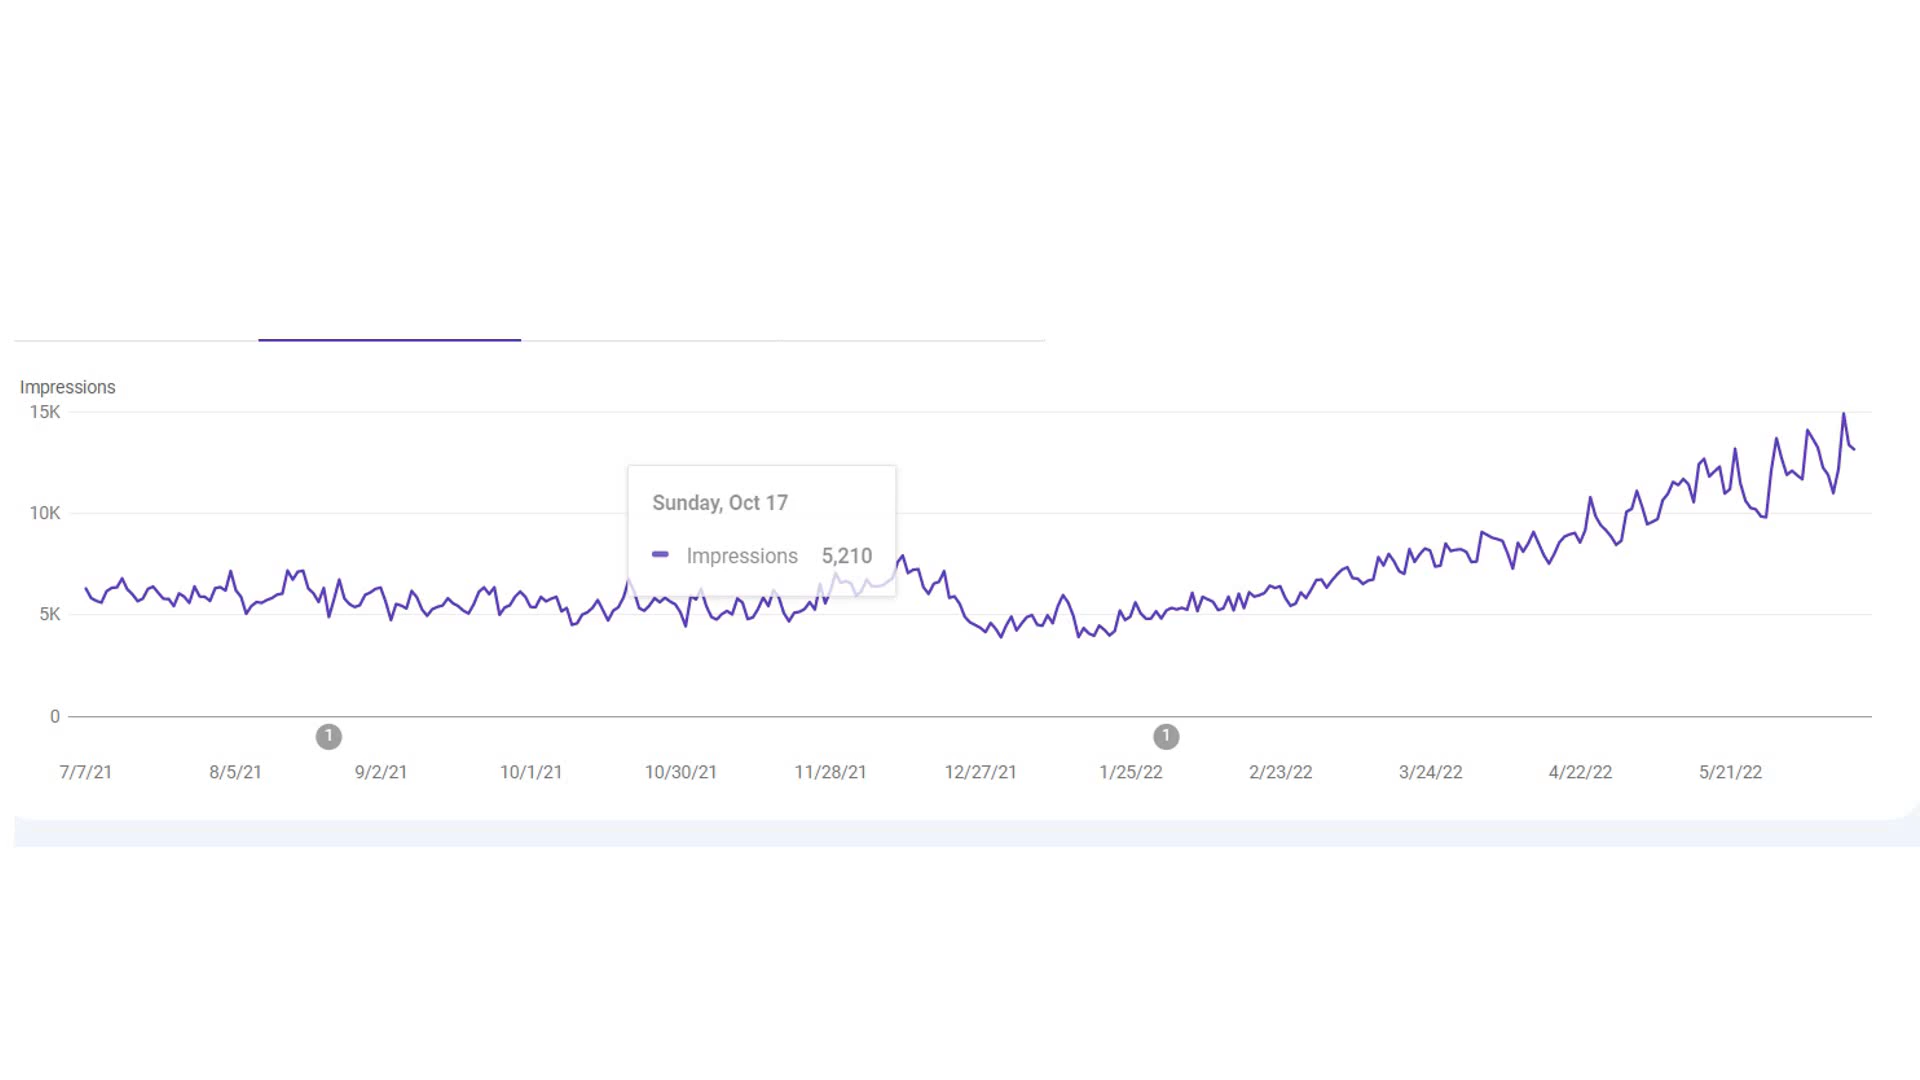 Impressions
15K
Sunday, Oct 17
10K
Impressions 5,210
5K
0
1 1
7/7/21 8/5/21 9/2/21 10/1/21 10/30/21 11/28/21 12/27/21 1/25/22 2/23/22 3/24/22 4/22/22 5/21/22